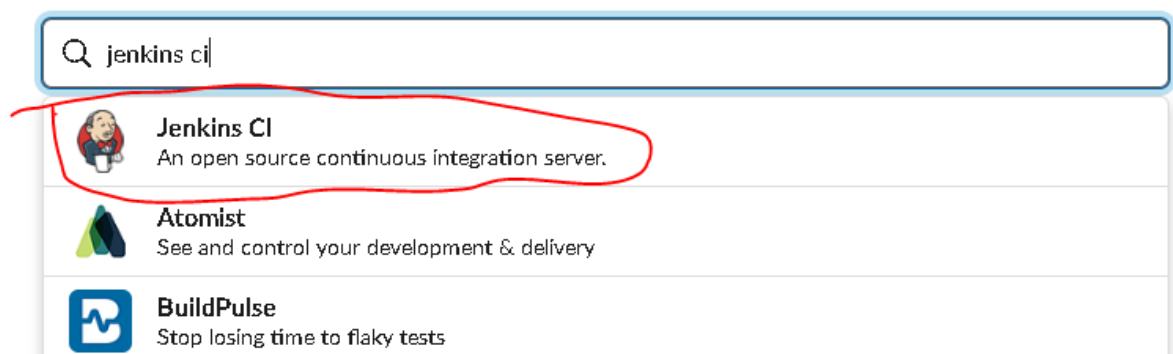 jenkins ci
Jenkins CI
An open source continuous integration server.
Atomist
See and control your development & delivery
BuildPulse
Stop losing time to flaky tests